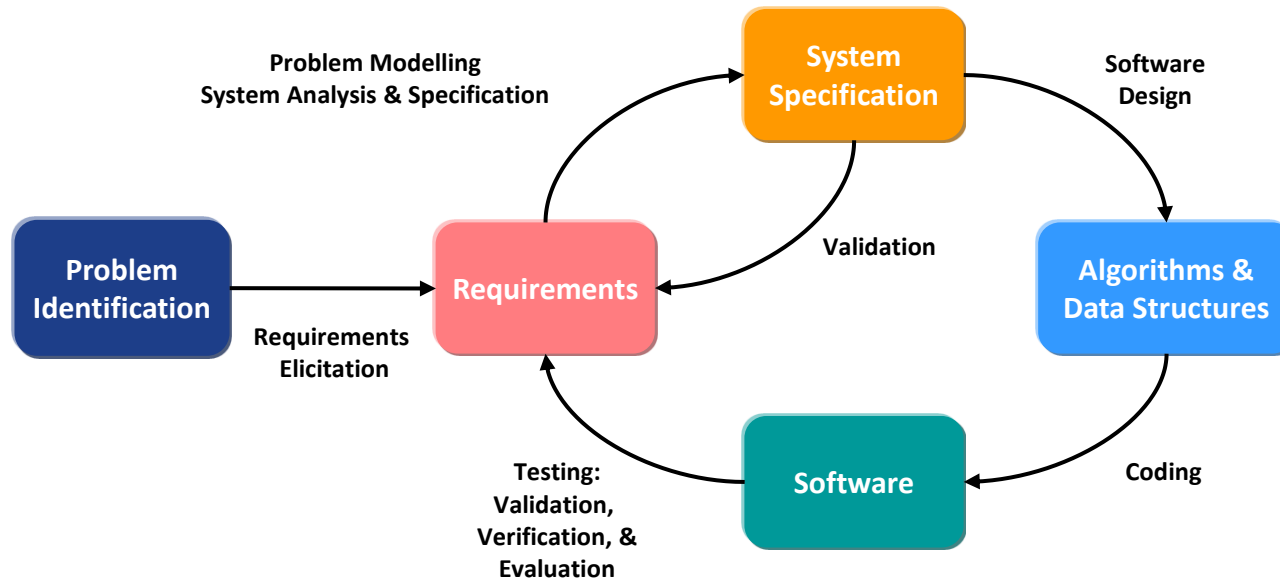 Problem Modelling
System Analysis & Specification
System
Specification
Software
Design
Problem
Identification
Requirements
Elicitation
Requirements
Validation
Algorithms &
Data Structures
Testing:
Validation,
Verification, &
Evaluation
Software
Coding